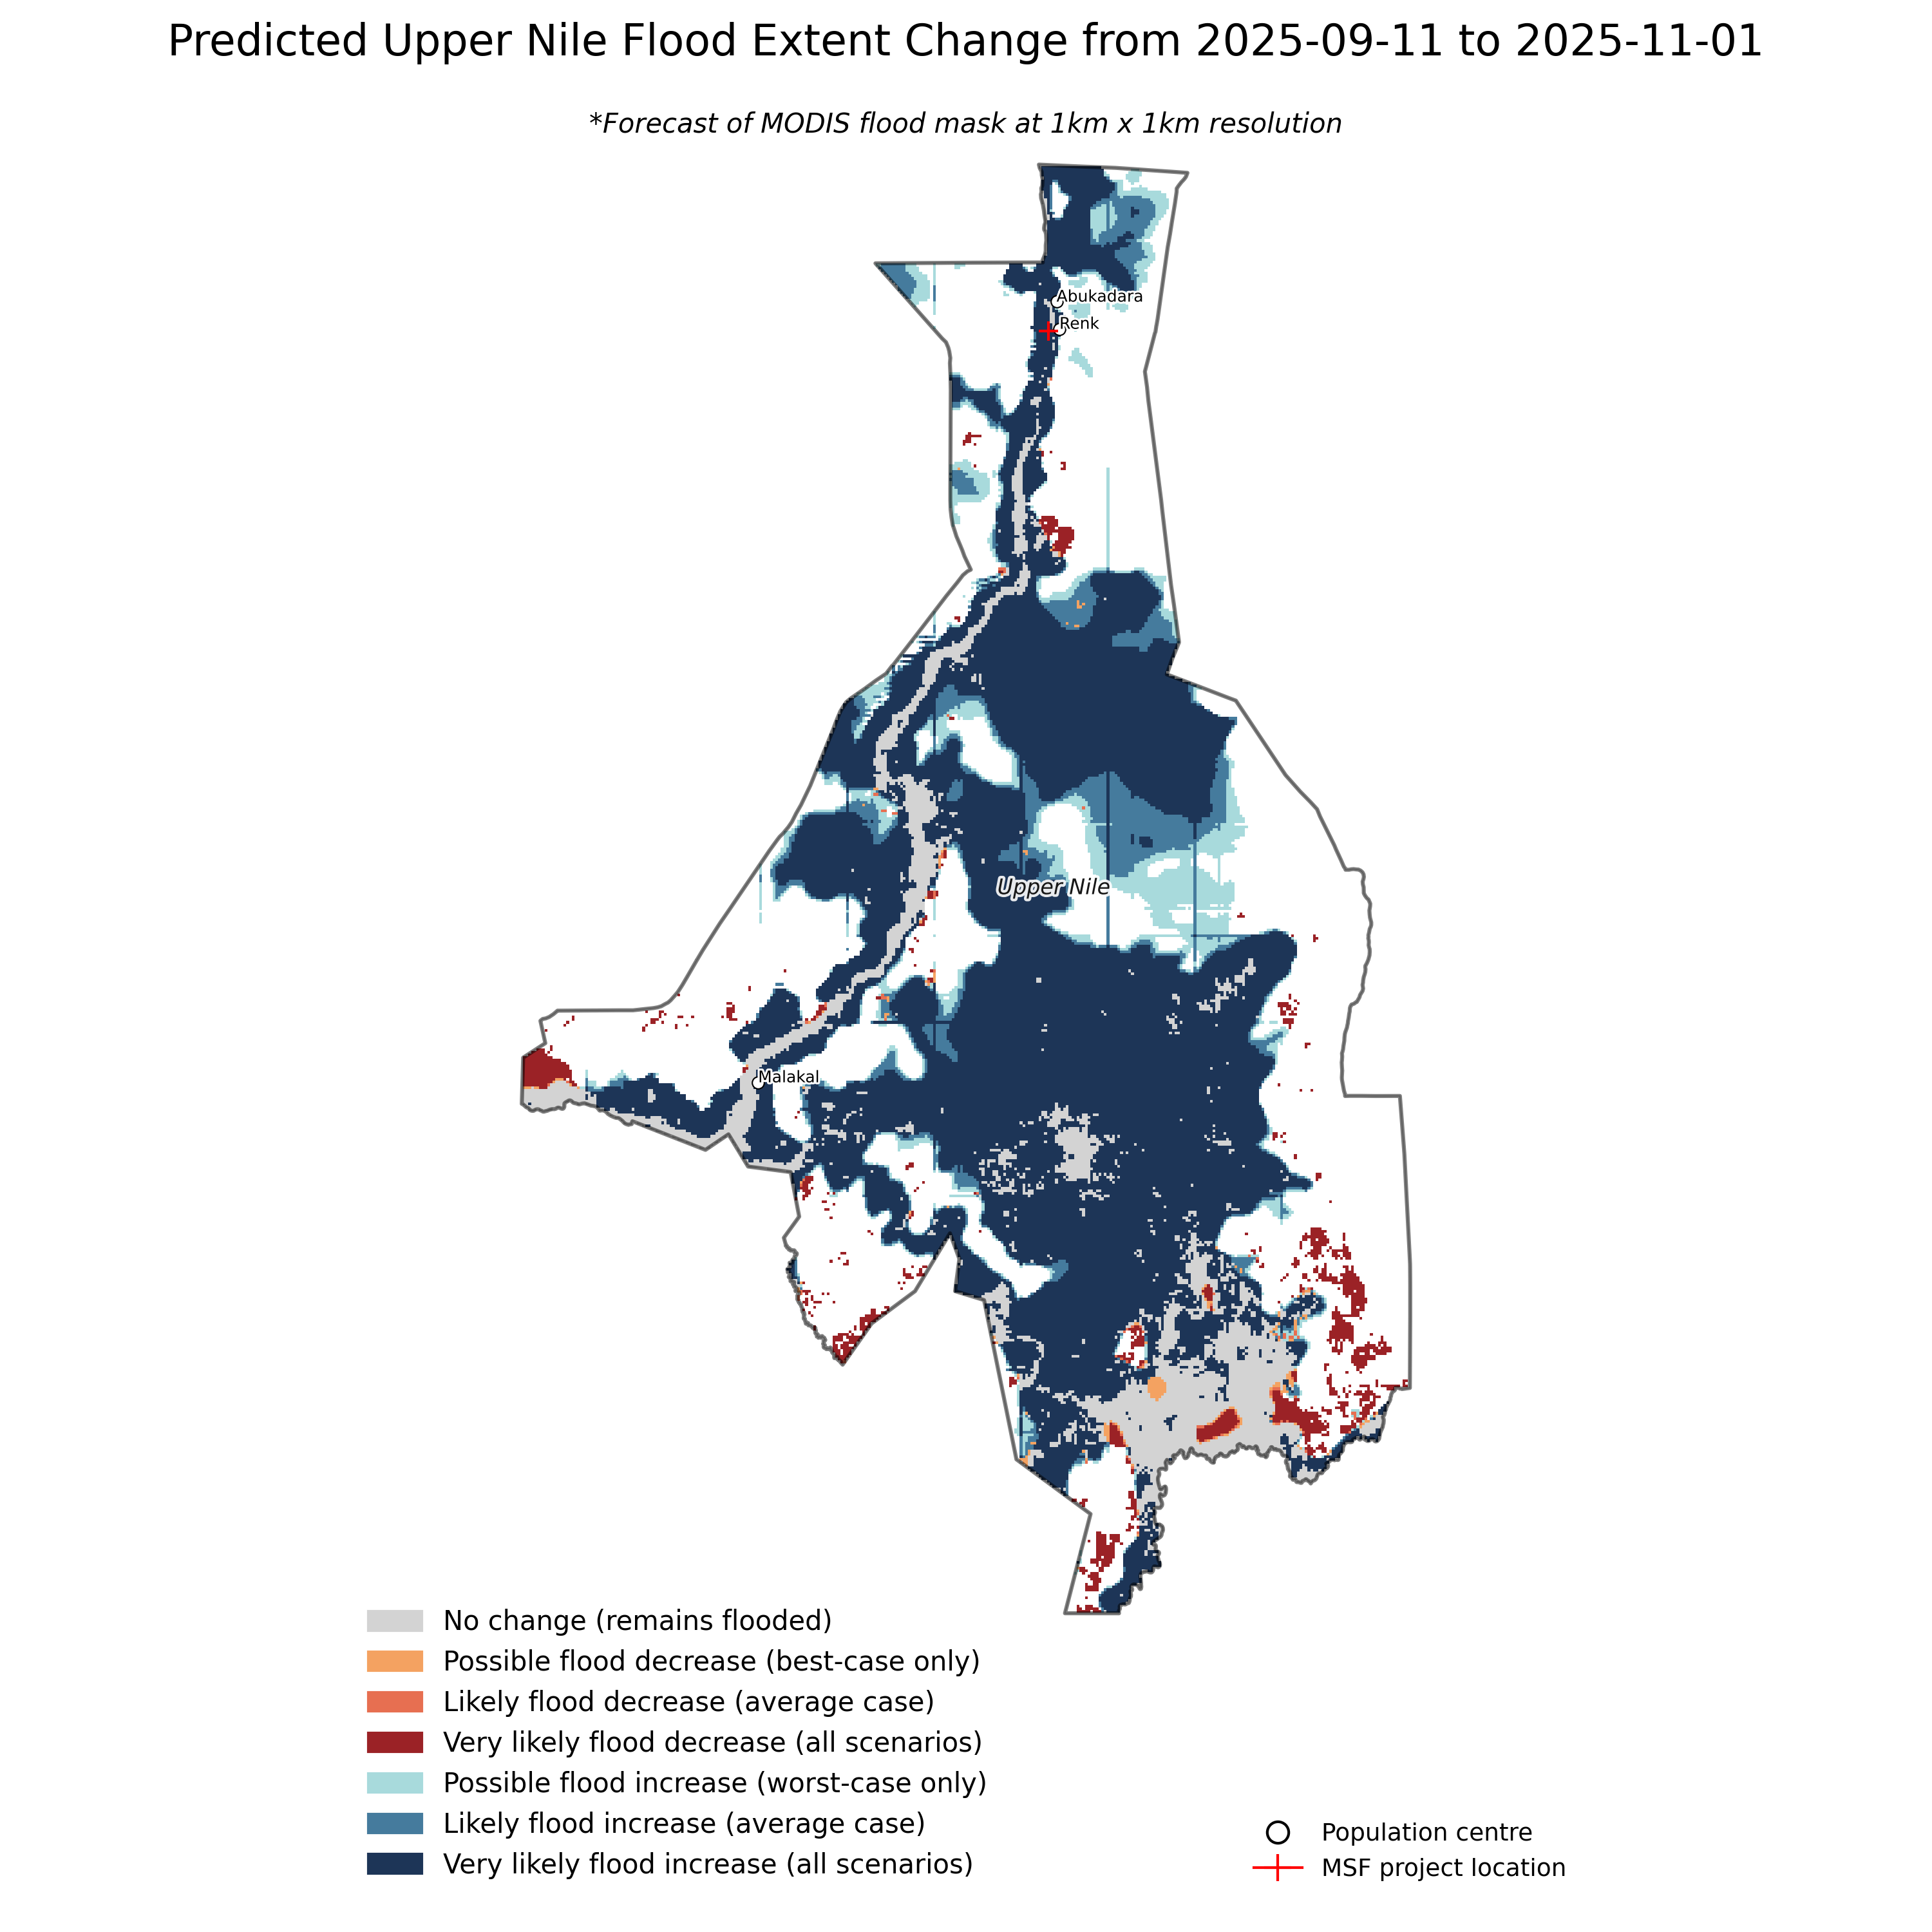 Predicted Upper Nile Flood Extent Change from 2025-09-11 to 2025-11-01
*Forecast of MODIS flood mask at 1km x 1km resolution
Abukadara
Renk
Upper Nile
Malakal
No change (remains flooded)
Possible flood decrease (best-case only)
Likely flood decrease (average case)
Very likely flood decrease (all scenarios)
Possible flood increase (worst-case only)
Likely flood increase (average case)
Very likely flood increase (all scenarios)
Population centre
MSF project location